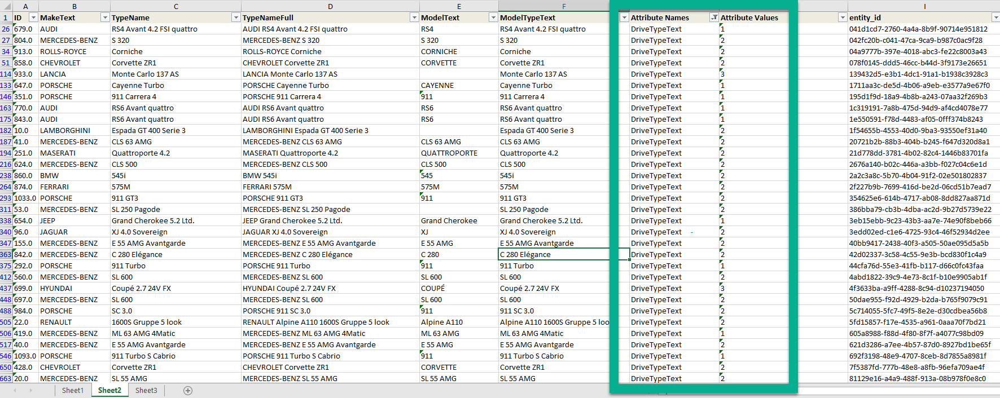 A B C D E F I
1 ID MakeText TypeName TypeNameFull ModelText ModelTypeText Attribute Names Attribute Values entity_id
26 679.0 AUDI RS4 Avant 4.2 FSI quattro AUDI RS4 Avant 4.2 FSI quattro RS4 RS4 Avant 4.2 FSI quattro DriveTypeText 1 041d1cd7-2760-4a4a-8b9f-90714e951812
27 804.0 MERCEDES-BENZ S 320 MERCEDES-BENZ S 320 S 320 S 320 DriveTypeText 2 042fc20b-c041-47ca-9ca9-b987c0ac9f28
34 913.0 ROLLS-ROYCE Corniche ROLLS-ROYCE Corniche CORNICHE Corniche DriveTypeText 2 04a9777b-397e-4018-abc3-fe22c8003a43
51 858.0 CHEVROLET Corvette ZR1 CHEVROLET Corvette ZR1 CORVETTE Corvette ZR1 DriveTypeText 2 078f0145-ddd5-46cc-b44d-3f9173e26651
114 933.0 LANCIA Monte Carlo 137 AS LANCIA Monte Carlo 137 AS Monte Carlo 137 AS DriveTypeText 3 139432d5-e3b1-4dc1-91a1-b1938c3928c3
133 647.0 PORSCHE Cayenne Turbo PORSCHE Cayenne Turbo CAYENNE Cayenne Turbo DriveTypeText 1 1711aa3c-de5d-4b06-a9eb-e3577a9e67f0
146 351.0 PORSCHE 911 Carrera 4 PORSCHE 911 Carrera 4 911 911 Carrera 4 DriveTypeText 1 195d1f9d-18a9-4b8b-a243-07aa32f269b3
163 770.0 AUDI RS6 Avant quattro AUDI RS6 Avant quattro RS6 RS6 Avant quattro DriveTypeText 1 1c319191-7a8b-475d-94d9-af4cd4078e77
175 843.0 AUDI RS6 Avant quattro AUDI RS6 Avant quattro RS6 RS6 Avant quattro DriveTypeText 1 1e550591-f78d-4483-af05-0fff374b8243
182 10.0 LAMBORGHINI Espada GT 400 Serie 3 LAMBORGHINI Espada GT 400 Serie 3 Espada GT 400 Serie 3 DriveTypeText 2 1f54655b-4553-40d0-9ba3-93550ef31a40
187 41.0 MERCEDES-BENZ CLS 63 AMG MERCEDES-BENZ CLS 63 AMG CLS 63 AMG CLS 63 AMG DriveTypeText 2 20721b2b-88b3-404b-b245-f647d320d8a1
194 251.0 MASERATI Quattroporte 4.2 MASERATI Quattroporte 4.2 QUATTROPORTE Quattroporte 4.2 DriveTypeText 2 21d778dd-3781-4b02-82c4-1446b83701fa
216 624.0 MERCEDES-BENZ CLS 500 MERCEDES-BENZ CLS 500 CLS 500 CLS 500 DriveTypeText 2 2676a140-b02c-446a-a3bb-f027c04c6e1d
238 860.0 BMW 545i BMW 545i 545 545i DriveTypeText 2 2a2c3a8c-5b70-4b04-91f2-02e501802837
264 874.0 FERRARI 575M FERRARI 575M 575M 575M DriveTypeText 2 2f227b9b-7699-416d-be2d-06cd51b7ead7
293 1033.0 PORSCHE 911 GT3 PORSCHE 911 GT3 911 911 GT3 DriveTypeText 2 354625e6-614b-4717-ab08-8dd827aa871d
311 53.0 MERCEDES-BENZ SL 250 Pagode MERCEDES-BENZ SL 250 Pagode SL 250 Pagode DriveTypeText 2 386bba79-cb3b-4dba-ac2d-9b27d5739e22
338 654.0 JEEP Grand Cherokee 5.2 Ltd. JEEP Grand Cherokee 5.2 Ltd. Grand Cherokee Grand Cherokee 5.2 Ltd. DriveTypeText 1 3eb15ebb-9c23-43b3-aa7e-74e90f8beb66
340 96.0 JAGUAR XJ 4.0 Sovereign JAGUAR XJ 4.0 Sovereign XJ XJ 4.0 Sovereign DriveTypeText - 2 3edd02ed-c1e6-4725-93c4-46f52934d2ee
347 155.0 MERCEDES-BENZ E 55 AMG Avantgarde MERCEDES-BENZ E 55 AMG Avantgarde E 55 AMG E 55 AMG Avantgarde DriveTypeText 2 40bb9417-2438-40f3-a505-50ae095d5a5b
363 842.0 MERCEDES-BENZ C 280 Elégance MERCEDES-BENZ C 280 Elégance C 280 C 280 Elégance DriveTypeText 2 42d02337-3c58-4c55-9e3b-bcd830f1c4a9
375 292.0 PORSCHE 911 Turbo PORSCHE 911 Turbo 911 911 Turbo DriveTypeText 1 44cfa76d-55e3-41fb-b117-d66c0fc43faa
412 560.0 MERCEDES-BENZ SL 600 MERCEDES-BENZ SL 600 SL 600 SL 600 DriveTypeText 2 4abd1822-39c9-4e73-8c1f-b10e9905ab1f
437 699.0 HYUNDAI Coupé 2.7 24V FX HYUNDAI Coupé 2.7 24V FX COUPÉ Coupé 2.7 24V FX DriveTypeText 3 4f3633ba-a9ff-4288-8c94-d10237194050
448 697.0 MERCEDES-BENZ SL 600 MERCEDES-BENZ SL 600 SL 600 SL 600 DriveTypeText 2 50dae955-f92d-4929-b2da-b765f9079c91
488 984.0 PORSCHE SC 3.0 PORSCHE 911 SC 3.0 911 911 SC 3.0 DriveTypeText 2 5c714055-5fc7-49f5-8e2e-d30cdbea56b8
505 22.0 RENAULT 1600S Gruppe 5 look RENAULT Alpine A110 1600S Gruppe 5 look Alpine A110 Alpine A110 1600S Gruppe 5 loo DriveTypeText 2 5fd15857-f17e-4535-a961-0aaa70f7bd21
506 419.0 MERCEDES-BENZ ML 63 AMG 4Matic MERCEDES-BENZ ML 63 AMG 4Matic ML 63 AMG ML 63 AMG 4Matic DriveTypeText 1 605a8988-f88d-4f80-8f7f-a4077c98bd09
517 40.0 MERCEDES-BENZ E 55 AMG Avantgarde MERCEDES-BENZ E 55 AMG Avantgarde E 55 AMG E 55 AMG Avantgarde DriveTypeText 2 621d3286-a7ee-4b57-87d0-8927bd1be65f
546 1093.0 PORSCHE 911 Turbo S Cabrio PORSCHE 911 Turbo S Cabrio 911 911 Turbo S Cabrio DriveTypeText 1 692f3198-48e9-4707-8ceb-8d7855a8981f
650 428.0 CHEVROLET Corvette ZR1 CHEVROLET Corvette ZR1 CORVETTE Corvette ZR1 DriveTypeText 2 7f5387fd-777b-48e8-a8fb-96efa709ae4f
663 20.0 MERCEDES-BENZ SL 55 AMG MERCEDES-BENZ SL 55 AMG SL 55 AMG SL 55 AMG DriveTypeText 2 81129e16-a4a9-488f-913a-08b978f0e8c0
Sheet1 Sheet2 Sheet3